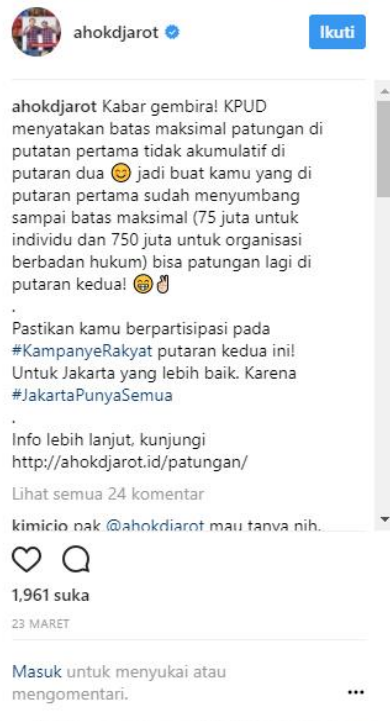 ahokdjarot
Ikuti
ahokdjarot Kabar gembira! KPUD
menyatakan batas maksimal patungan di
putatan pertama tidak akumulatif di
putaran dua 😊 jadi buat kamu yang di
putaran pertama sudah menyumbang
sampai batas maksimal (75 juta untuk
individu dan 750 juta untuk organisasi
berbadan hukum) bisa patungan lagi di
putaran kedua! 😁✌🏻
.
Pastikan kamu berpartisipasi pada
#KampanyeRakyat putaran kedua ini!
Untuk Jakarta yang lebih baik. Karena
#JakartaPunyaSemua
.
Info lebih lanjut, kunjungi
http://ahokdjarot.id/patungan/
Lihat semua 24 komentar
kimicio pak @ahokdjarot mau tanya nih.
1,961 suka
23 MARET
Masuk untuk menyukai atau
mengomentari.